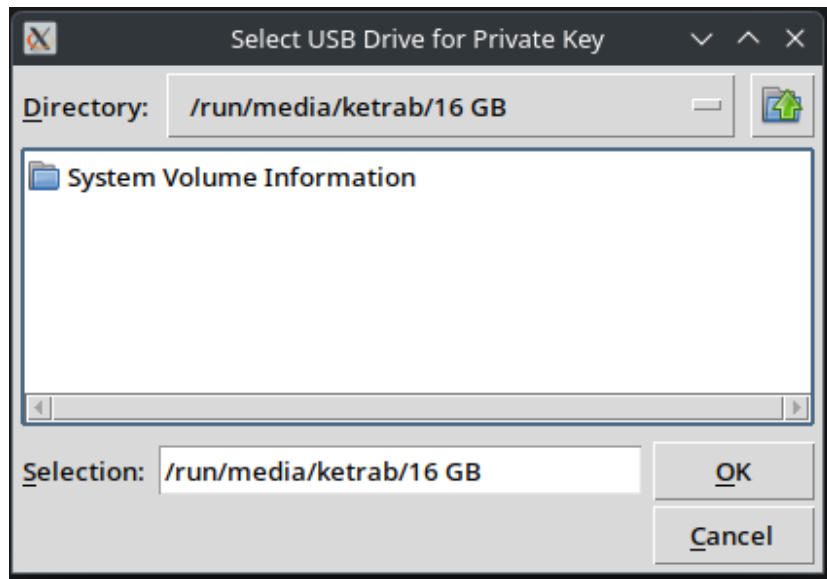 Select USB Drive for Private Key
Directory: /run/media/ketrab/16 GB
System Volume Information
Selection: /run/media/ketrab/16 GB OK
Cancel